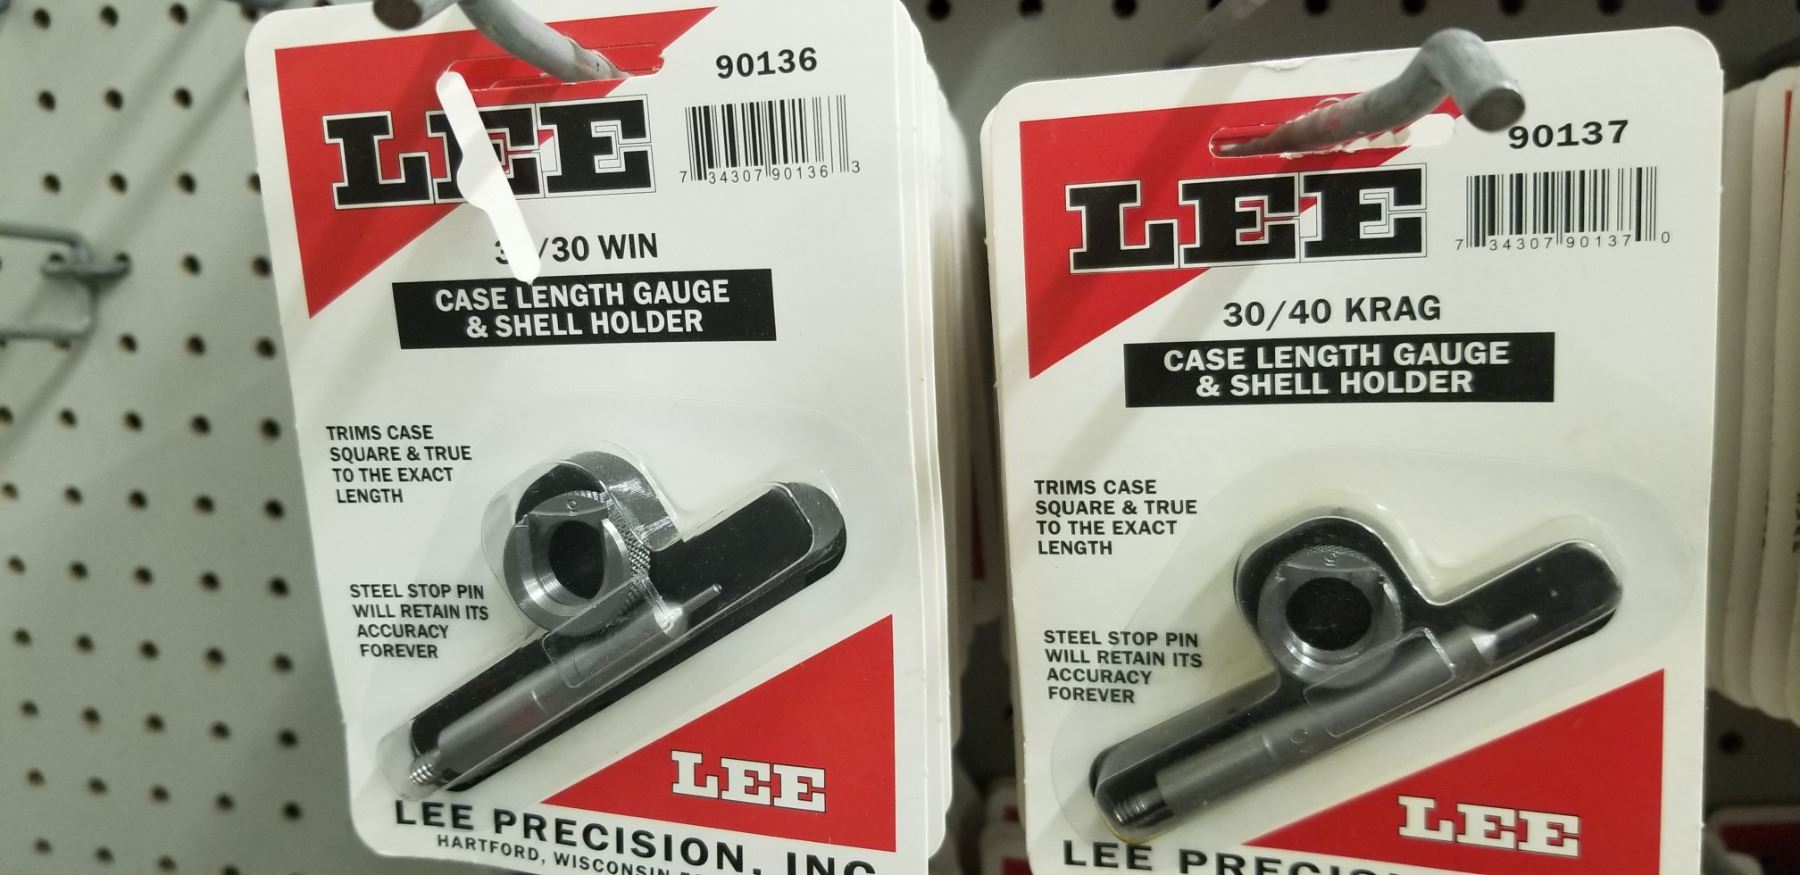 90136
LEE
7 34307 90136 3
/30 WIN
CASE LENGTH GAUGE
& SHELL HOLDER
TRIMS CASE
SQUARE & TRUE
TO THE EXACT
LENGTH
STEEL STOP PIN
WILL RETAIN ITS
ACCURACY
FOREVER
LEE
LEE PRECISION, INC
HARTFORD, WISCONSIN
90137
LEE
7 34307 90137 0
30/40 KRAG
CASE LENGTH GAUGE
& SHELL HOLDER
TRIMS CASE
SQUARE & TRUE
TO THE EXACT
LENGTH
STEEL STOP PIN
WILL RETAIN ITS
ACCURACY
FOREVER
LEE
LEE